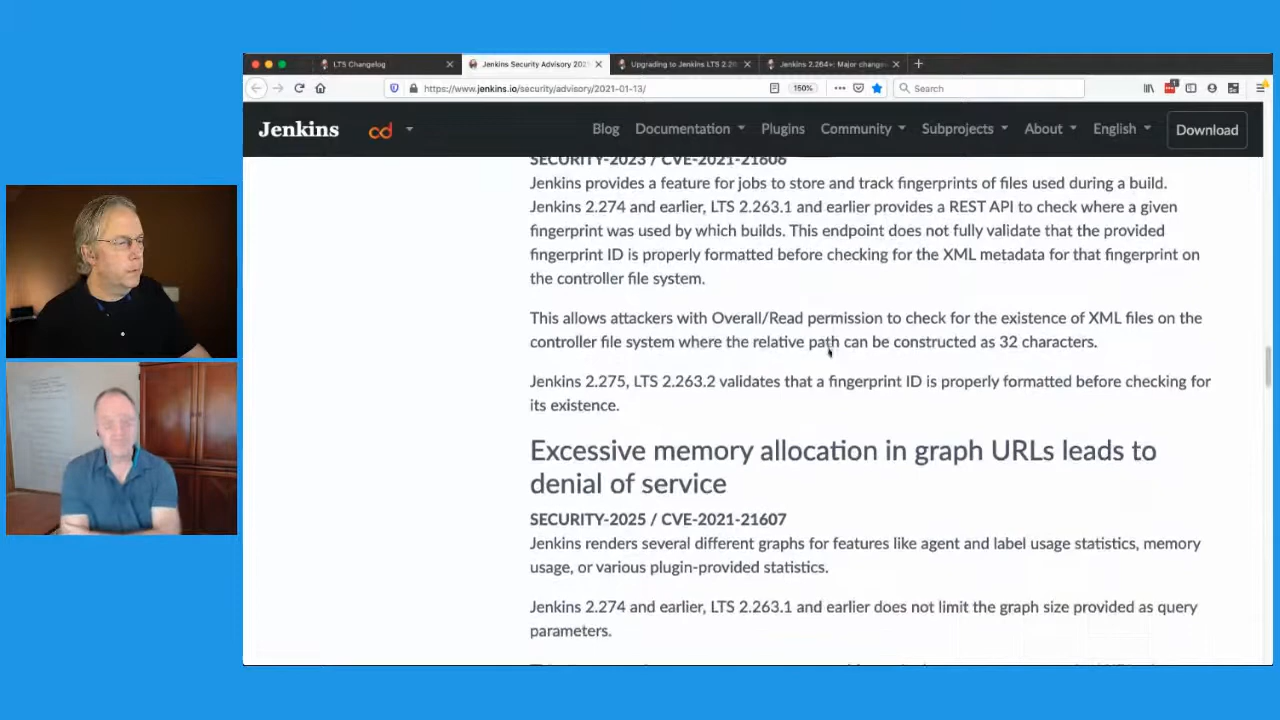 LTS Changelog
Jenkins Security Advisory 202
Upgrading to Jenkins LTS 2.26
Jenkins 2.264+: Major change
https://www.jenkins.io/security/advisory/2021-01-13/
150%
Search
Jenkins
cd
Blog
Documentation
Plugins
Community
Subprojects
About
English
Download
SECURITY-2023 / CVE-2021-21606
Jenkins provides a feature for jobs to store and track fingerprints of files used during a build.
Jenkins 2.274 and earlier, LTS 2.263.1 and earlier provides a REST API to check where a given
fingerprint was used by which builds. This endpoint does not fully validate that the provided
fingerprint ID is properly formatted before checking for the XML metadata for that fingerprint on
the controller file system.
This allows attackers with Overall/Read permission to check for the existence of XML files on the
controller file system where the relative path can be constructed as 32 characters.
Jenkins 2.275, LTS 2.263.2 validates that a fingerprint ID is properly formatted before checking for
its existence.
Excessive memory allocation in graph URLs leads to
denial of service
SECURITY-2025 / CVE-2021-21607
Jenkins renders several different graphs for features like agent and label usage statistics, memory
usage, or various plugin-provided statistics.
Jenkins 2.274 and earlier, LTS 2.263.1 and earlier does not limit the graph size provided as query
parameters.